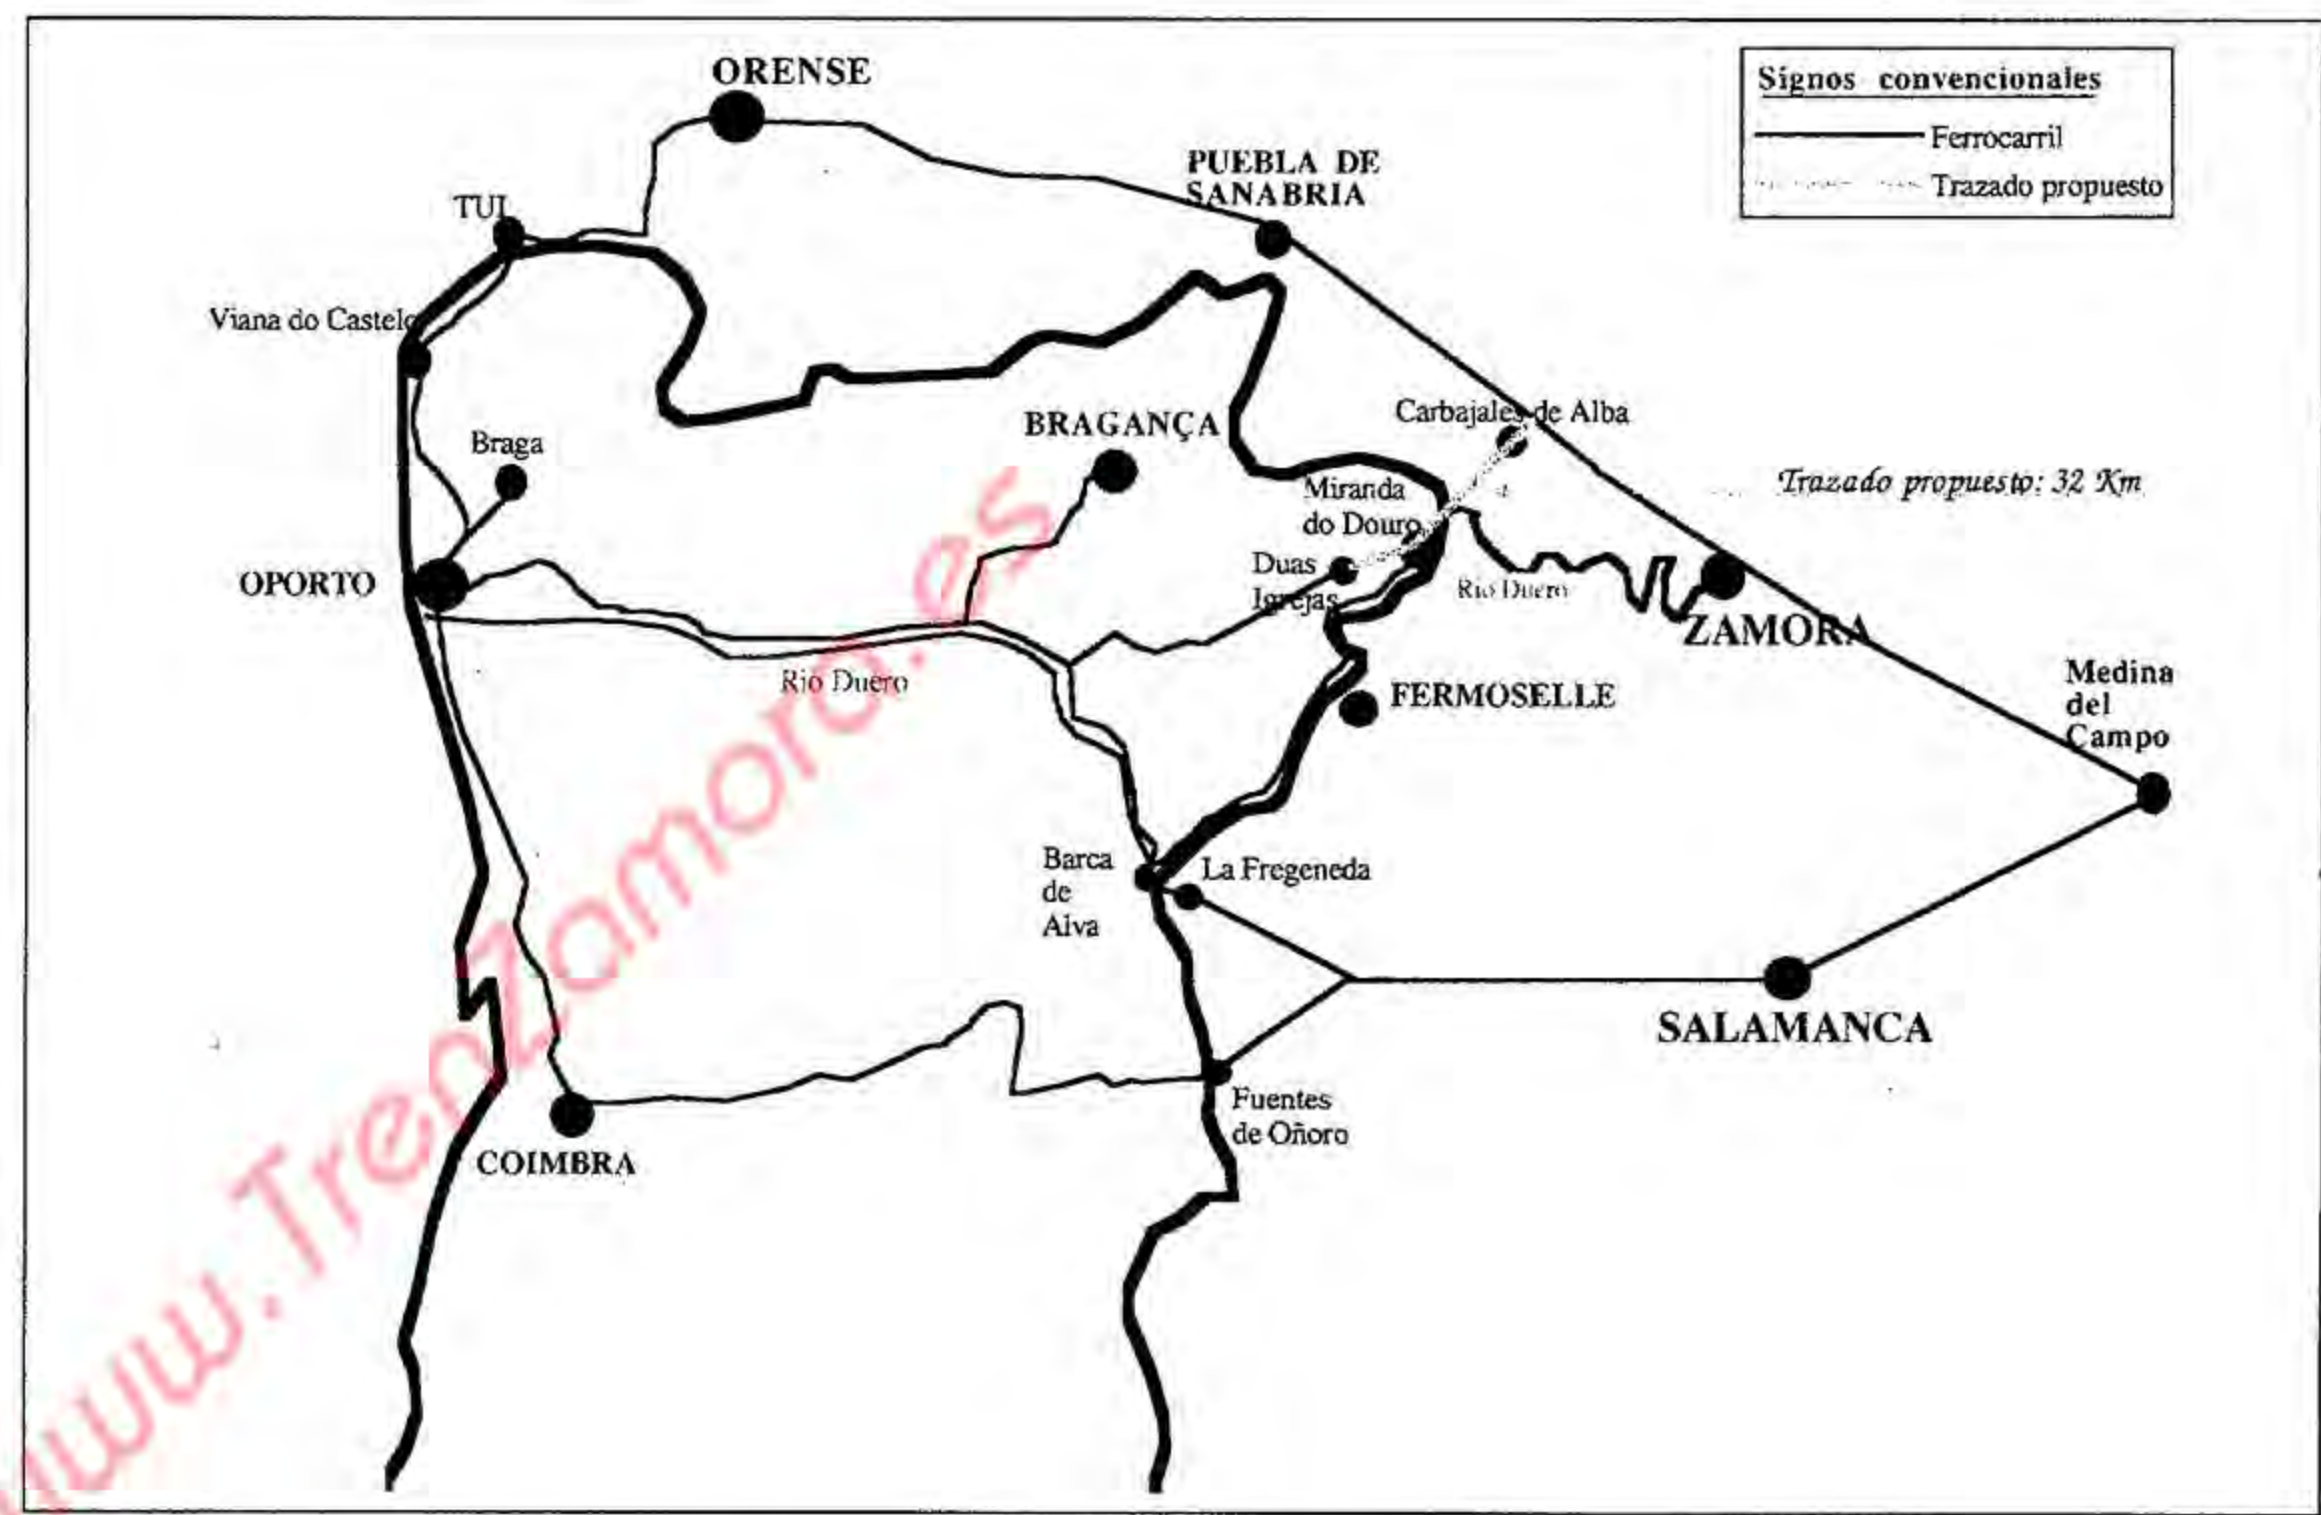 ORENSE
Signos convencionales
Ferrocarril
Trazado propuesto
PUEBLA DE
SANABRIA
TUI
Viana do Castelo
Carbajales de Alba
BRAGANÇA
Braga
Trazado propuesto: 32 Km
Miranda
do Douro
Duas
Igrejas
OPORTO
Rio Duero
ZAMORA
Rio Duero
FERMOSELLE
Medina
del
Campo
Barca
de
Alva
La Fregeneda
SALAMANCA
Fuentes
de Oñoro
COIMBRA
www.TrenZamora.es